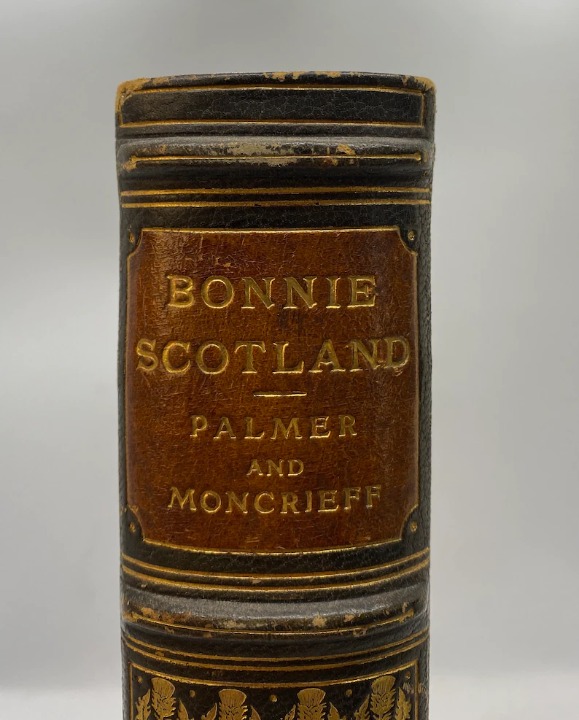 BONNIE
SCOTLAND
PALMER
AND
MONCRIEFF